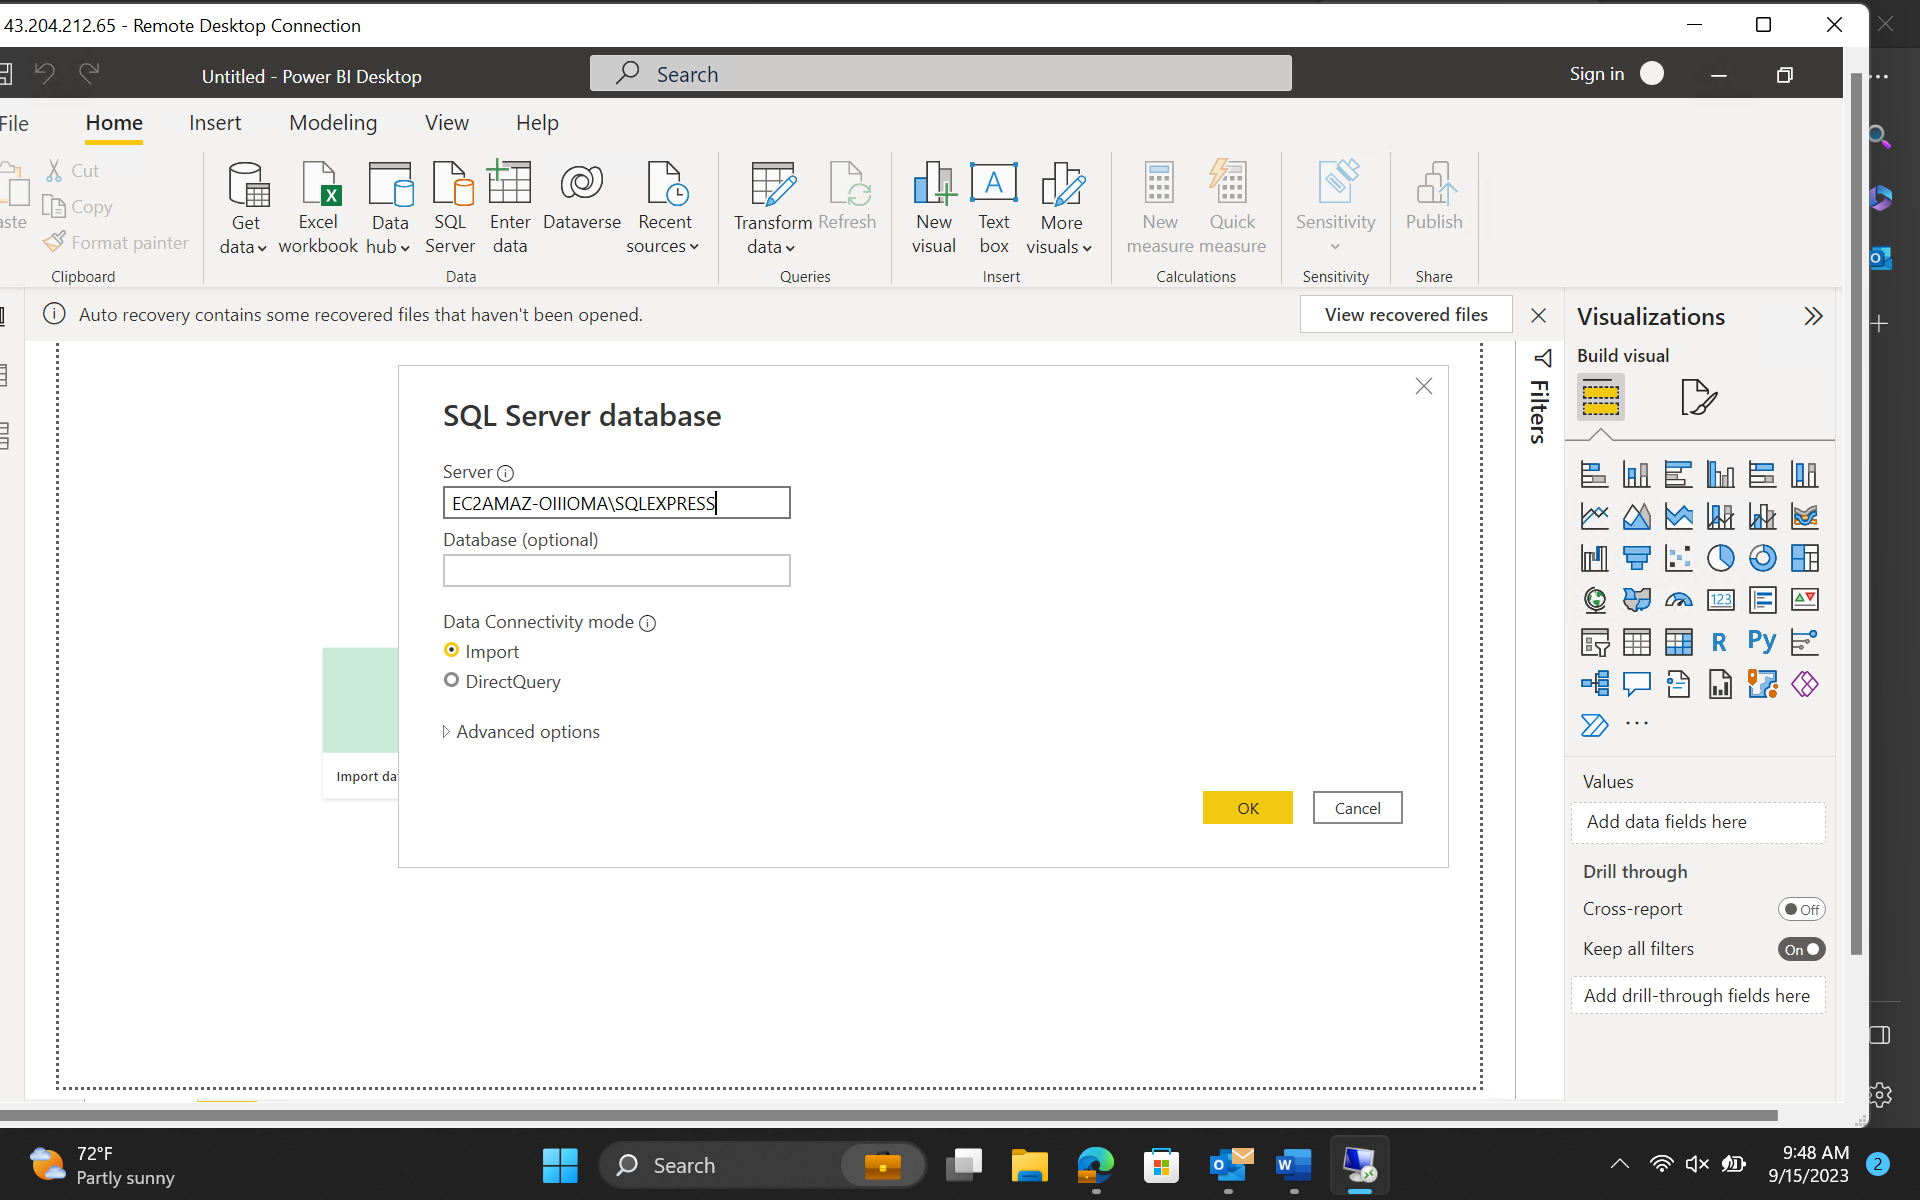 43.204.212.65 - Remote Desktop Connection
Untitled - Power BI Desktop
Search
Sign in
File
Home
Insert
Modeling
View
Help
Cut
Copy
Format painter
Clipboard
Get data
Excel workbook
Data hub
SQL Server
Enter data
Dataverse
Recent sources
Data
Transform data
Refresh
Queries
New visual
Text box
More visuals
Insert
New measure
Quick measure
Calculations
Sensitivity
Sensitivity
Publish
Share
Auto recovery contains some recovered files that haven't been opened.
View recovered files
SQL Server database
Server
EC2AMAZ-OIIIOMA\SQLEXPRESS
Database (optional)
Data Connectivity mode
Import
DirectQuery
Advanced options
OK
Cancel
Filters
Visualizations
Build visual
123
R
Py
Values
Add data fields here
Drill through
Cross-report
Off
Keep all filters
On
Add drill-through fields here
72°F
Partly sunny
Search
9:48 AM
9/15/2023
2